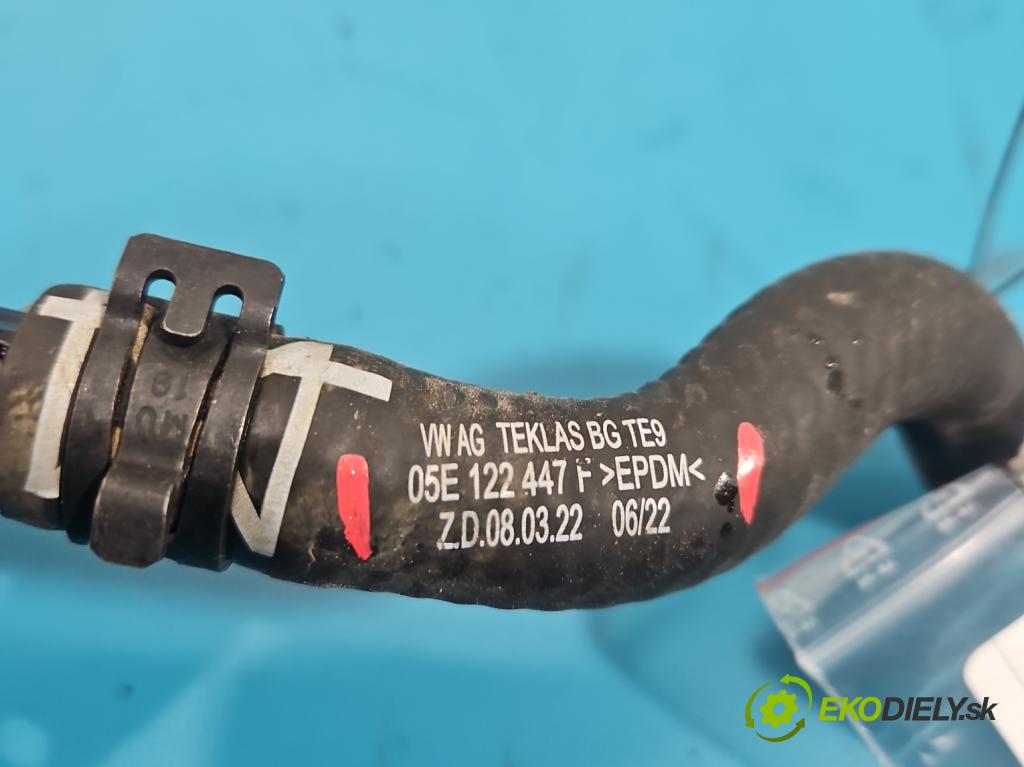 VW AG TEKLAS BG TE9
05E 122 447 F >EPDM<
Z.D.08.03.22 06/22
EKODIELY.sk